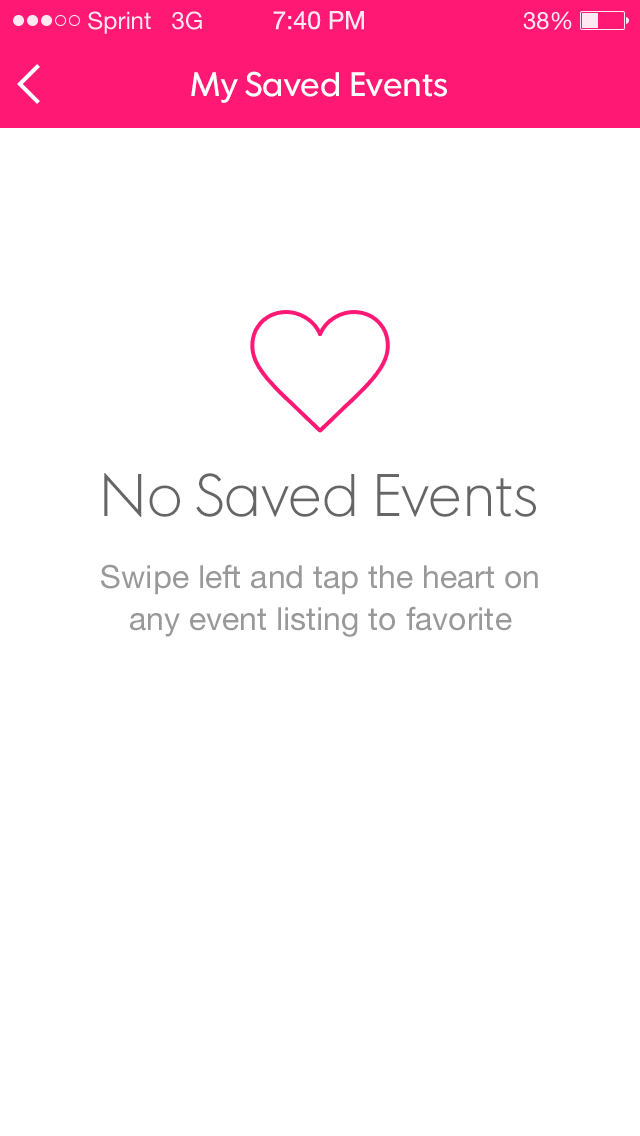 Sprint 3G 7:40 PM 38%
My Saved Events
No Saved Events
Swipe left and tap the heart on
any event listing to favorite